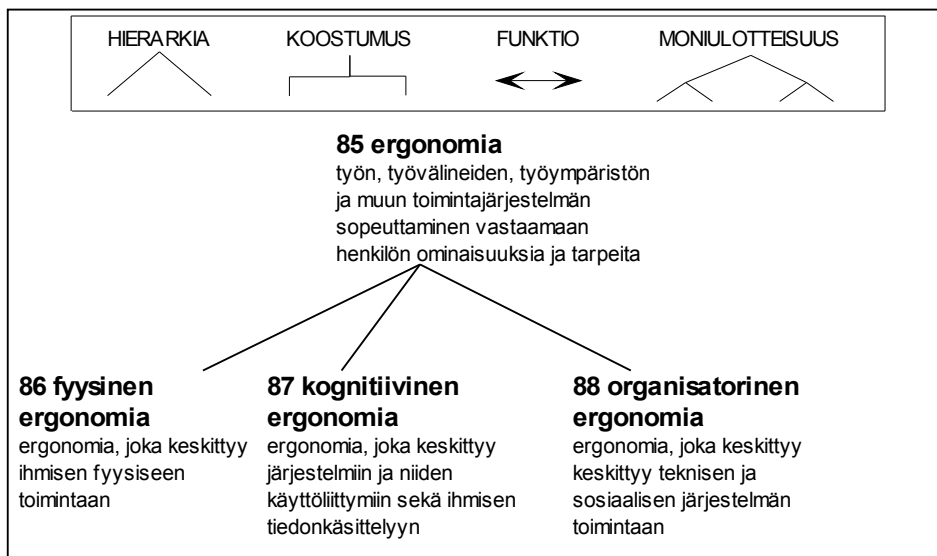 HIERARKIA KOOSTUMUS FUNKTIO MONIULOTTEISUUS
85 ergonomia
työn, työvälineiden, työympäristön
ja muun toimintajärjestelmän
sopeuttaminen vastaamaan
henkilön ominaisuuksia ja tarpeita
86 fyysinen
ergonomia
ergonomia, joka keskittyy
ihmisen fyysiseen
toimintaan
87 kognitiivinen
ergonomia
ergonomia, joka keskittyy
järjestelmiin ja niiden
käyttöliittymiin sekä ihmisen
tiedonkäsittelyyn
88 organisatorinen
ergonomia
ergonomia, joka keskittyy
keskittyy teknisen ja
sosiaalisen järjestelmän
toimintaan